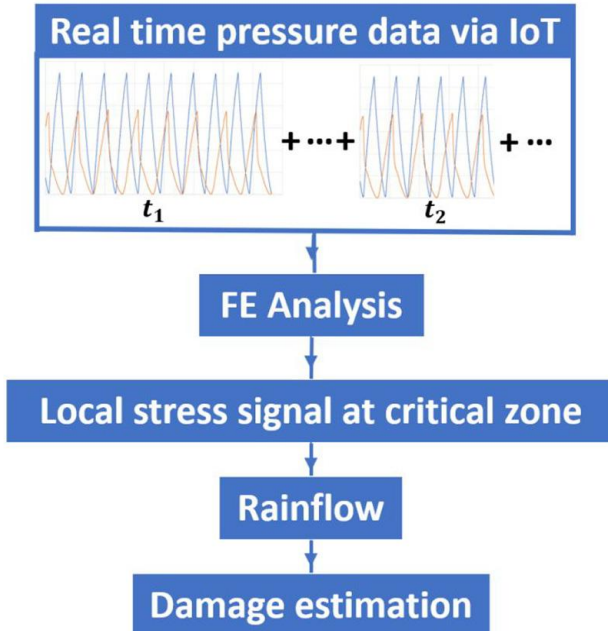 Real time pressure data via IoT
+ ... + + ...
t₁ t₂
FE Analysis
Local stress signal at critical zone
Rainflow
Damage estimation